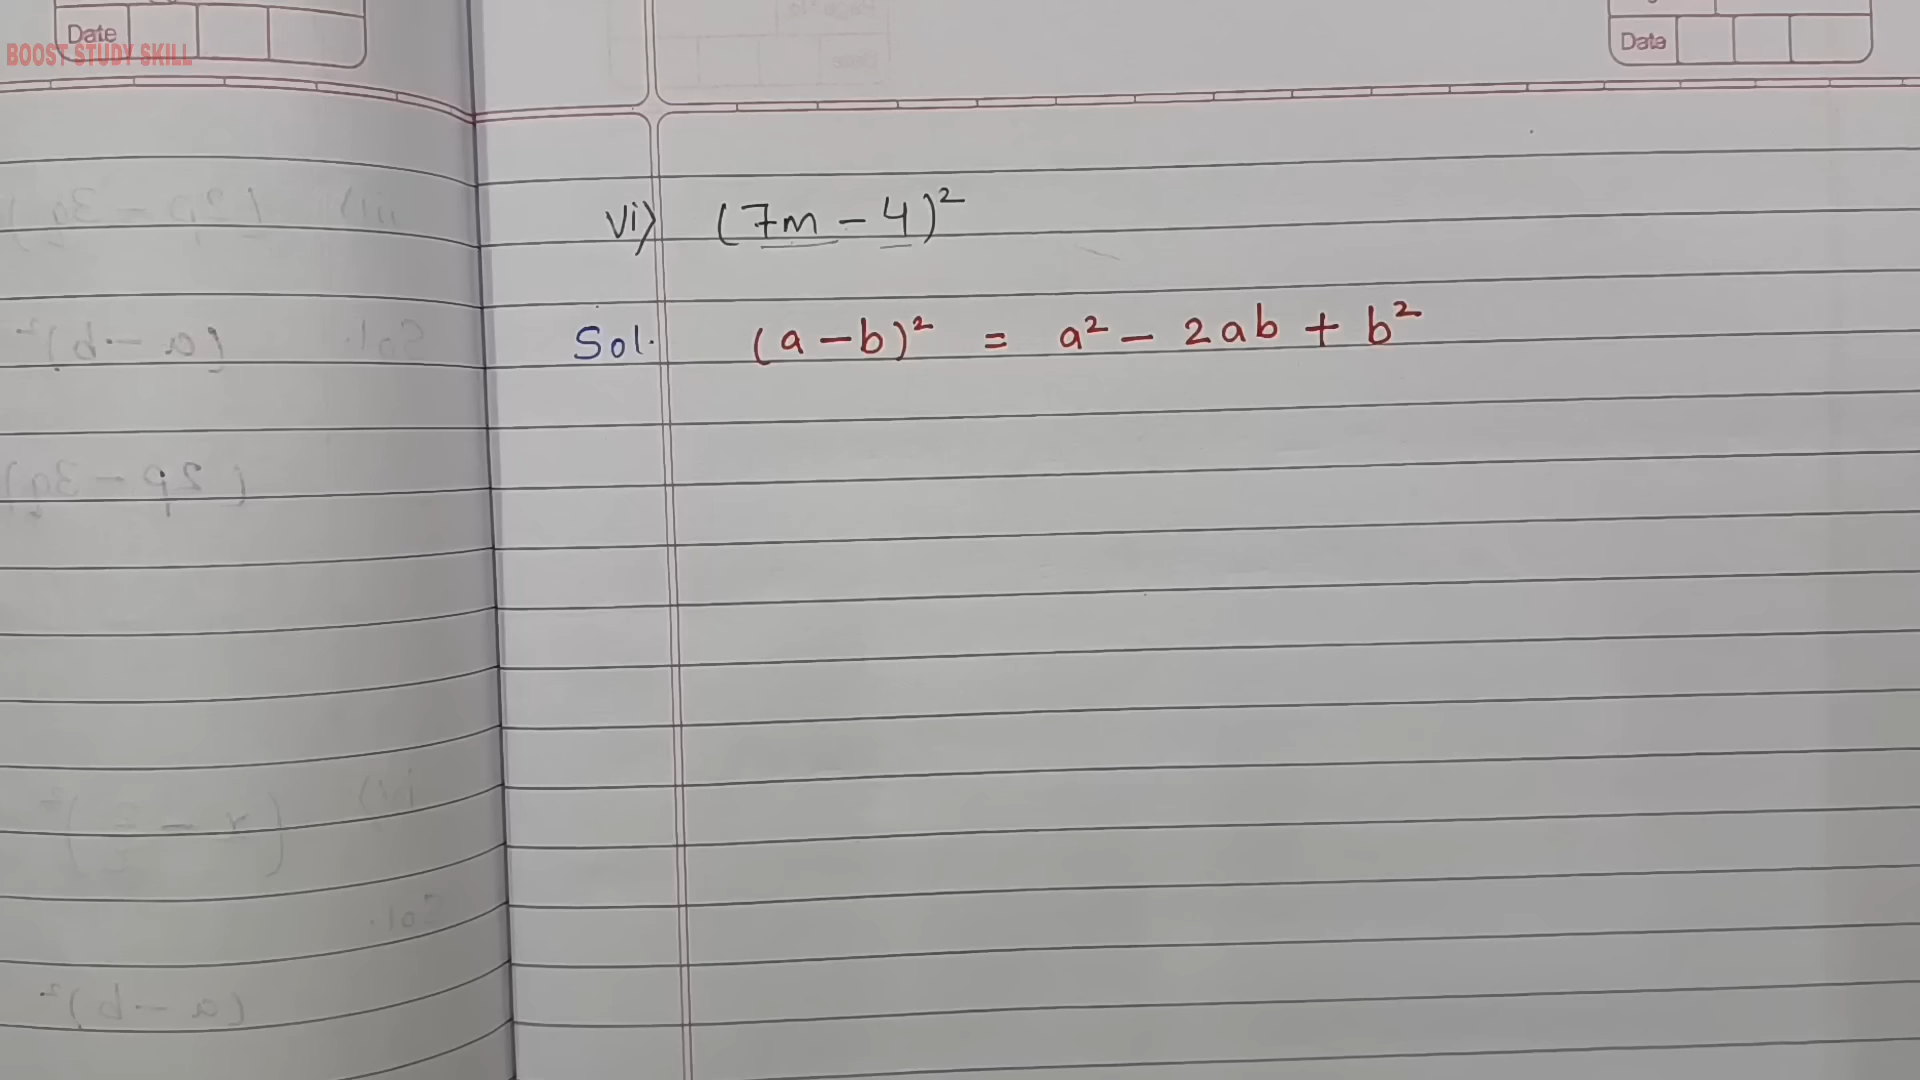 Date
BOOST STUDY SKILL
Date
vi) (7m - 4)²
Sol. (a - b)² = a² - 2ab + b²